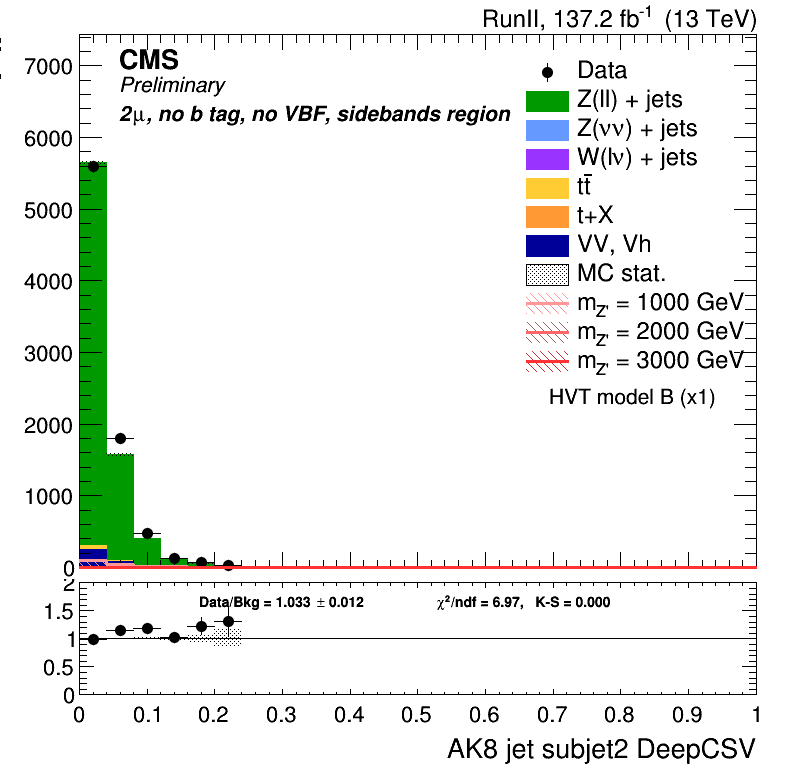 RunII, 137.2 fb⁻¹ (13 TeV)
CMS
Preliminary
2μ, no b tag, no VBF, sidebands region
Data
Z(ll) + jets
Z(νν) + jets
W(lν) + jets
tt̄
t+X
VV, Vh
MC stat.
m_Z' = 1000 GeV
m_Z' = 2000 GeV
m_Z' = 3000 GeV
HVT model B (x1)
7000
6000
5000
4000
3000
2000
1000
0
Data/Bkg = 1.033 ± 0.012 χ²/ndf = 6.97, K-S = 0.000
2
1.5
1
0.5
0
0 0.1 0.2 0.3 0.4 0.5 0.6 0.7 0.8 0.9 1
AK8 jet subjet2 DeepCSV